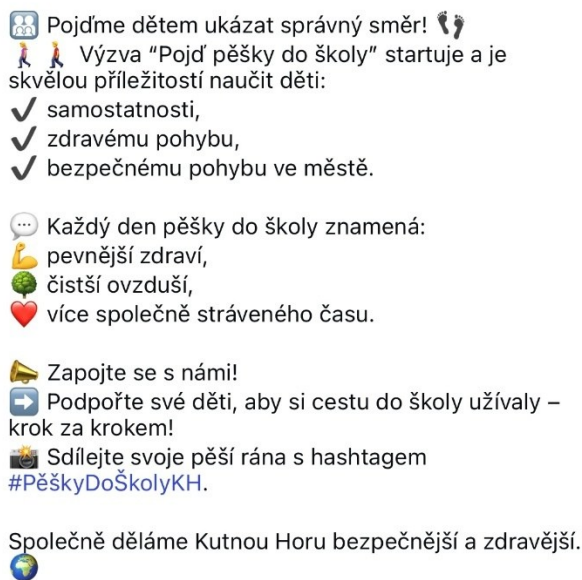 Pojďme dětem ukázat správný směr! 👣
🚶‍♀️🚶 Výzva “Pojď pěšky do školy” startuje a je
skvělou příležitostí naučit děti:
✔️ samostatnosti,
✔️ zdravému pohybu,
✔️ bezpečnému pohybu ve městě.
💬 Každý den pěšky do školy znamená:
💪 pevnější zdraví,
🌳 čistší ovzduší,
❤️ více společně stráveného času.
📣 Zapojte se s námi!
➡️ Podpořte své děti, aby si cestu do školy užívaly –
krok za krokem!
📸 Sdílejte svoje pěší rána s hashtagem
#PěškyDoŠkolyKH.
Společně děláme Kutnou Horu bezpečnější a zdravější.
🌍